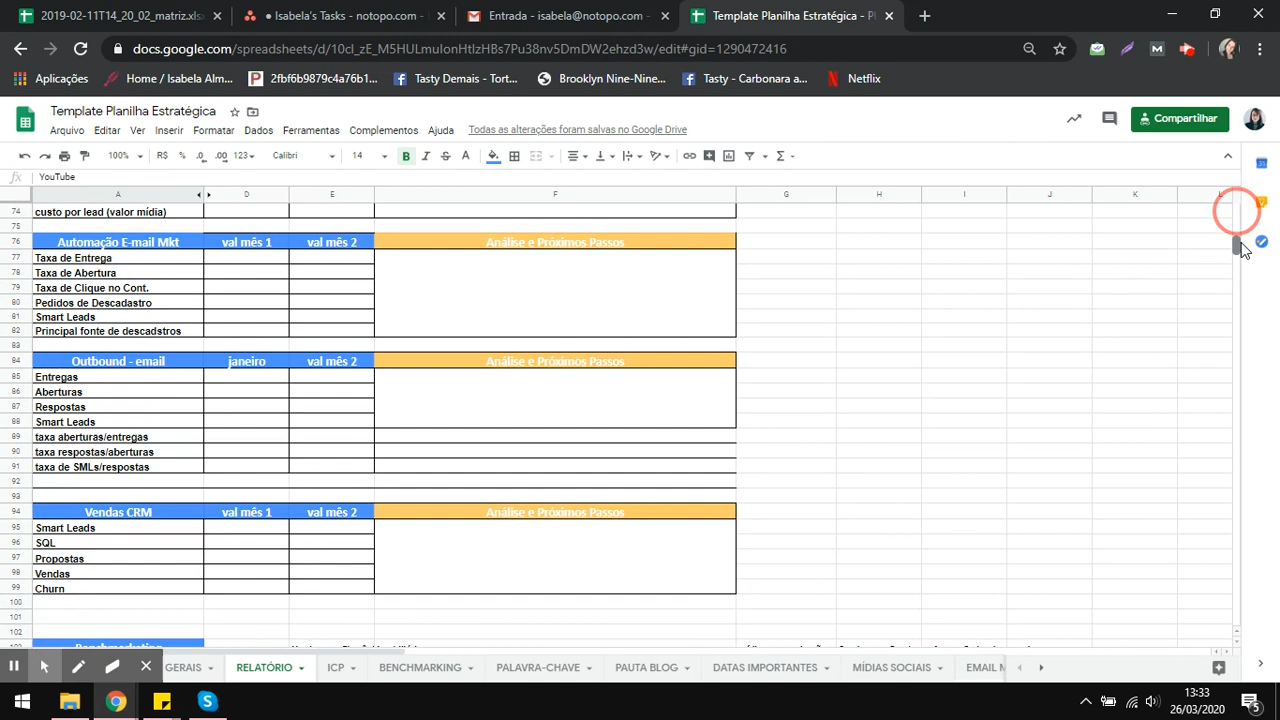 2019-02-11T14_20_02_matriz.xlsx
• Isabela's Tasks - notopo.com -
Entrada - isabela@notopo.com -
Template Planilha Estratégica - Pl
docs.google.com/spreadsheets/d/10cl_zE_M5HULmuIonHtlzHBs7Pu38nv5DmDW2ehzd3w/edit#gid=1290472416
Aplicações
Home / Isabela Alm...
2fbf6b9879c4a76b1...
Tasty Demais - Tort...
Brooklyn Nine-Nine...
Tasty - Carbonara a...
Netflix
Template Planilha Estratégica
Arquivo Editar Ver Inserir Formatar Dados Ferramentas Complementos Ajuda Todas as alterações foram salvas no Google Drive
Compartilhar
100% R$ % .0 .00 123 Calibri 14 B I S A
fx YouTube
A D E F G H I J K L
74 custo por lead (valor mídia)
75
76 Automação E-mail Mkt val mês 1 val mês 2 Análise e Próximos Passos
77 Taxa de Entrega
78 Taxa de Abertura
79 Taxa de Clique no Cont.
80 Pedidos de Descadastro
81 Smart Leads
82 Principal fonte de descadstros
83
84 Outbound - email janeiro val mês 2 Análise e Próximos Passos
85 Entregas
86 Aberturas
87 Respostas
88 Smart Leads
89 taxa aberturas/entregas
90 taxa respostas/aberturas
91 taxa de SMLs/respostas
92
93
94 Vendas CRM val mês 1 val mês 2 Análise e Próximos Passos
95 Smart Leads
96 SQL
97 Propostas
98 Vendas
99 Churn
100
101
102
GERAIS RELATÓRIO ICP BENCHMARKING PALAVRA-CHAVE PAUTA BLOG DATAS IMPORTANTES MÍDIAS SOCIAIS EMAIL M
13:33
26/03/2020
5